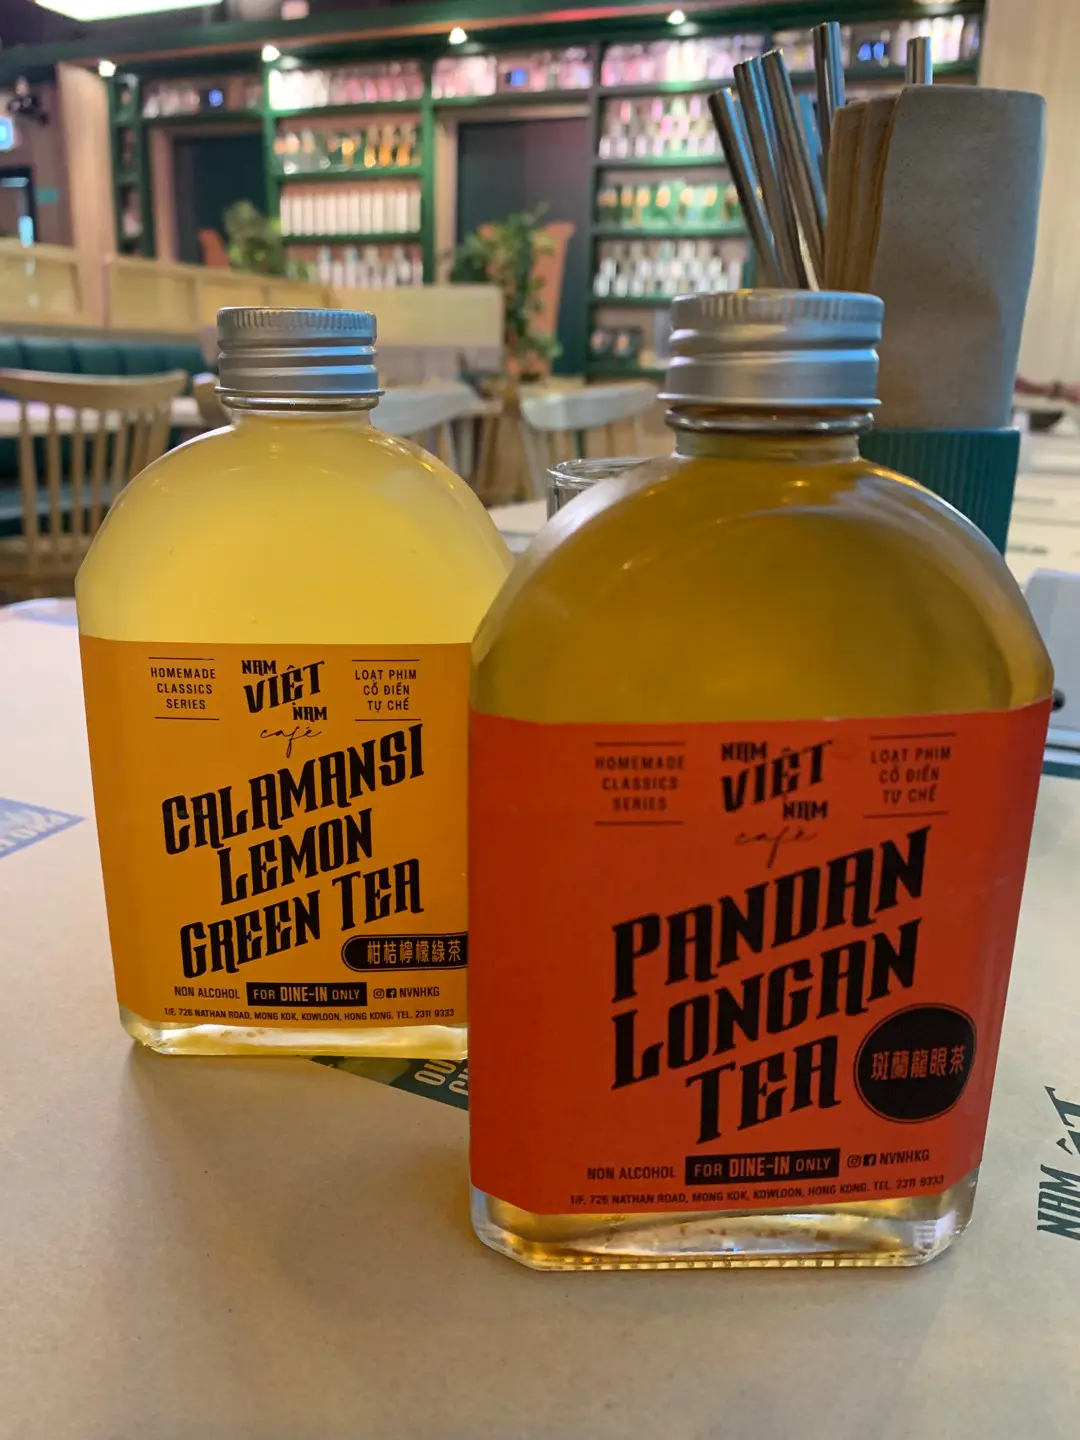 HOMEMADE
CLASSICS
SERIES
NAM
VIỆT
NAM
café
LOẠT PHIM
CỔ ĐIỂN
TỰ CHẾ
CALAMANSI
LEMON
GREEN TEA
柑桔檸檬綠茶
NON ALCOHOL FOR DINE-IN ONLY NVNHKG
1/F, 726 NATHAN ROAD, MONG KOK, KOWLOON, HONG KONG. TEL. 2311 9333
HOMEMADE
CLASSICS
SERIES
NAM
VIỆT
NAM
café
LOẠT PHIM
CỔ ĐIỂN
TỰ CHẾ
PANDAN
LONGAN
TEA
斑蘭龍眼茶
NON ALCOHOL FOR DINE-IN ONLY NVNHKG
1/F, 726 NATHAN ROAD, MONG KOK, KOWLOON, HONG KONG. TEL. 2311 9333
NAM